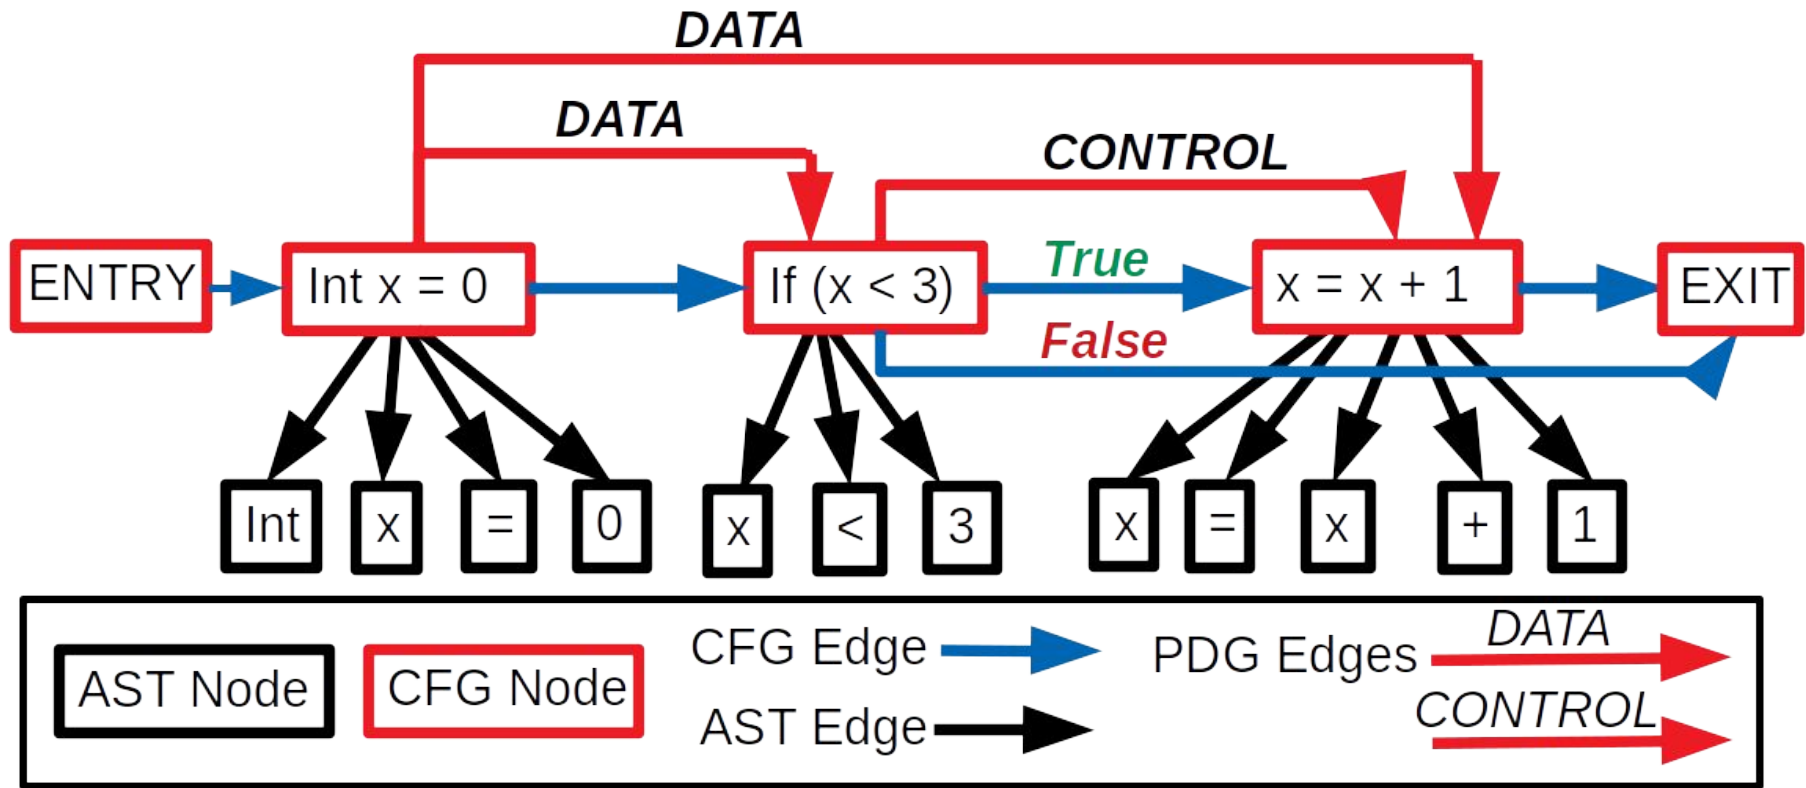 DATA
DATA
CONTROL
ENTRY
Int x = 0
If (x < 3)
True
x = x + 1
EXIT
False
Int
x
=
0
x
<
3
x
=
x
+
1
AST Node
CFG Node
CFG Edge
PDG Edges
DATA
AST Edge
CONTROL